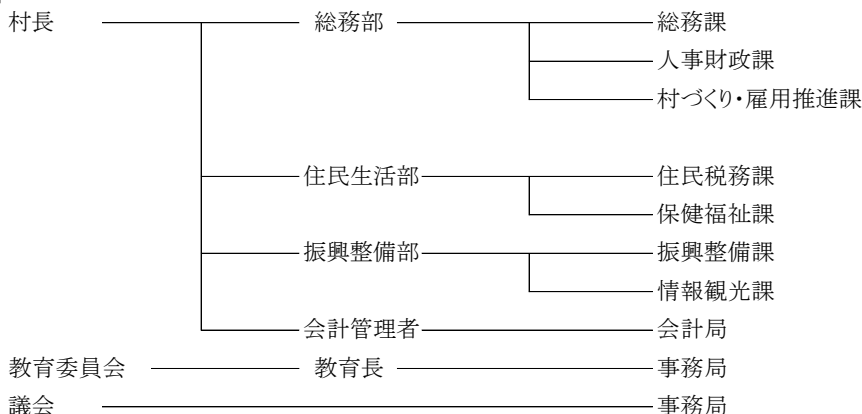 村長 総務部 総務課
人事財政課
村づくり・雇用推進課
住民生活部 住民税務課
保健福祉課
振興整備部 振興整備課
情報観光課
会計管理者 会計局
教育委員会 教育長 事務局
議会 事務局